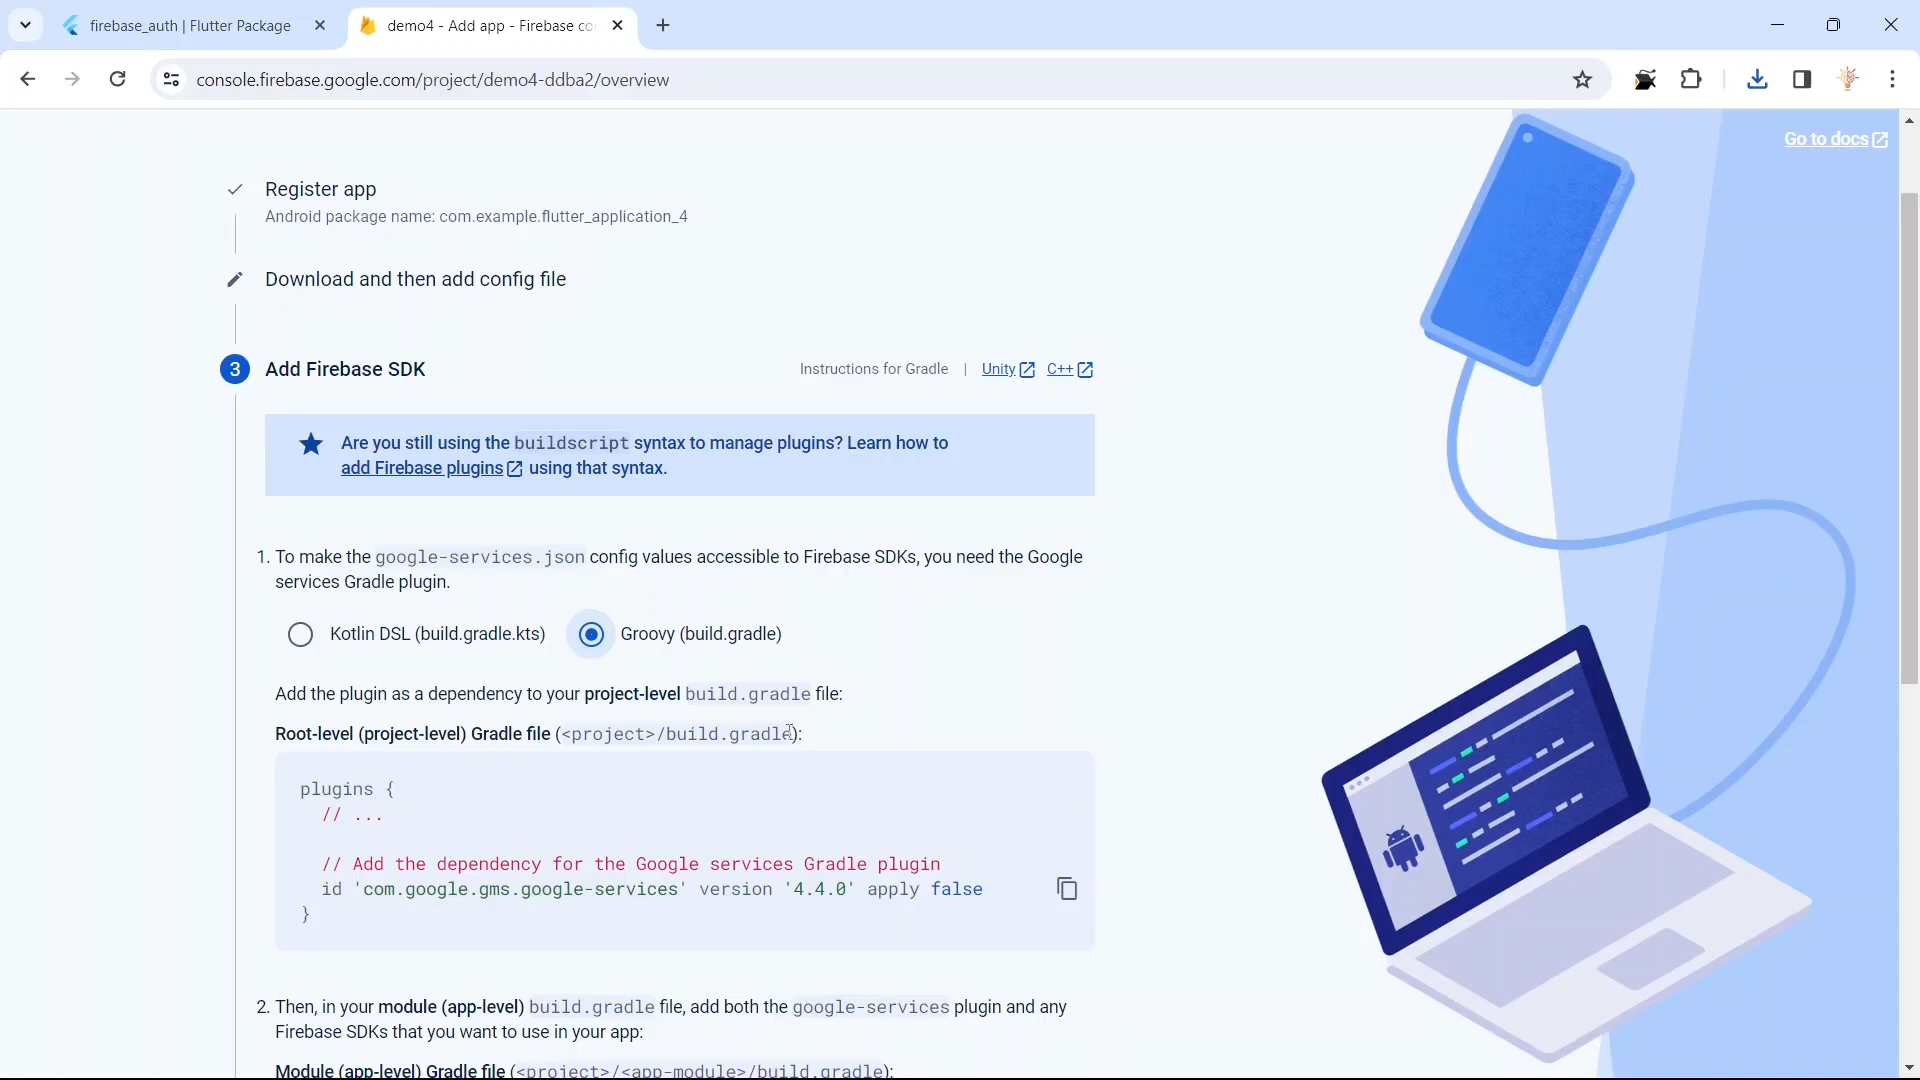 firebase_auth | Flutter Package
demo4 - Add app - Firebase co
console.firebase.google.com/project/demo4-ddba2/overview
Go to docs
Register app
Android package name: com.example.flutter_application_4
Download and then add config file
3 Add Firebase SDK
Instructions for Gradle | Unity C++
Are you still using the buildscript syntax to manage plugins? Learn how to
add Firebase plugins using that syntax.
1. To make the google-services.json config values accessible to Firebase SDKs, you need the Google
services Gradle plugin.
Kotlin DSL (build.gradle.kts) Groovy (build.gradle)
Add the plugin as a dependency to your project-level build.gradle file:
Root-level (project-level) Gradle file (<project>/build.gradle):
plugins {
// ...
// Add the dependency for the Google services Gradle plugin
id 'com.google.gms.google-services' version '4.4.0' apply false
}
2. Then, in your module (app-level) build.gradle file, add both the google-services plugin and any
Firebase SDKs that you want to use in your app:
Module (app-level) Gradle file (<project>/<app-module>/build.gradle):